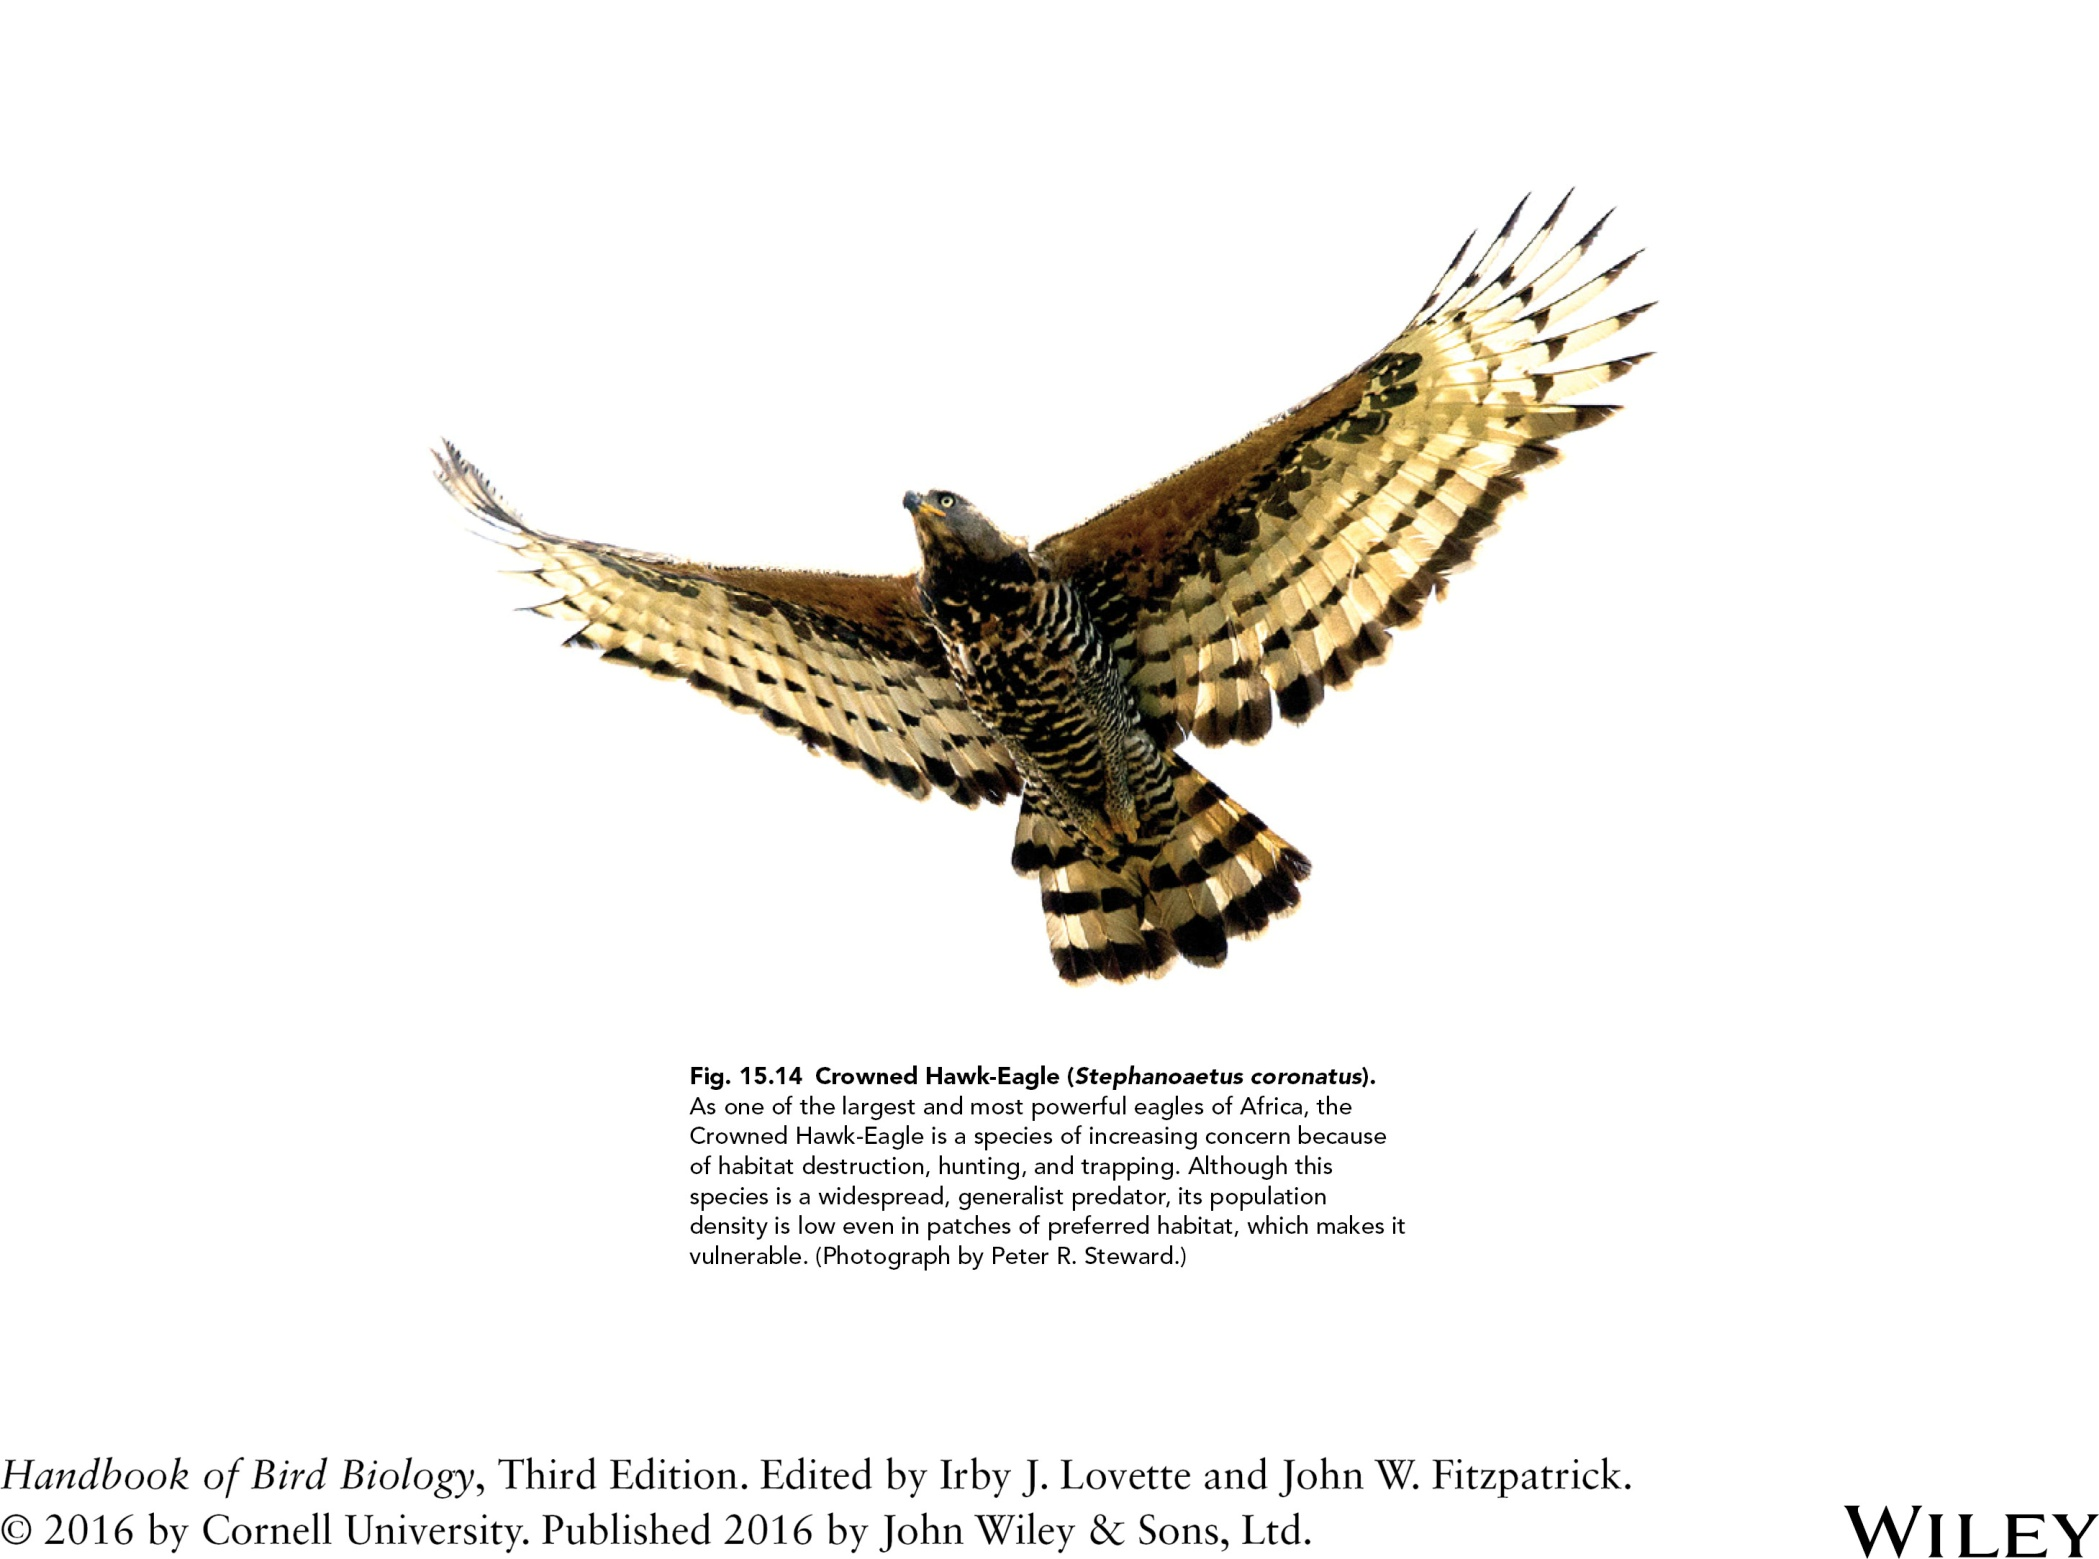 Fig. 15.14 Crowned Hawk-Eagle (Stephanoaetus coronatus).
As one of the largest and most powerful eagles of Africa, the
Crowned Hawk-Eagle is a species of increasing concern because
of habitat destruction, hunting, and trapping. Although this
species is a widespread, generalist predator, its population
density is low even in patches of preferred habitat, which makes it
vulnerable. (Photograph by Peter R. Steward.)
Handbook of Bird Biology, Third Edition. Edited by Irby J. Lovette and John W. Fitzpatrick.
© 2016 by Cornell University. Published 2016 by John Wiley & Sons, Ltd.
WILEY